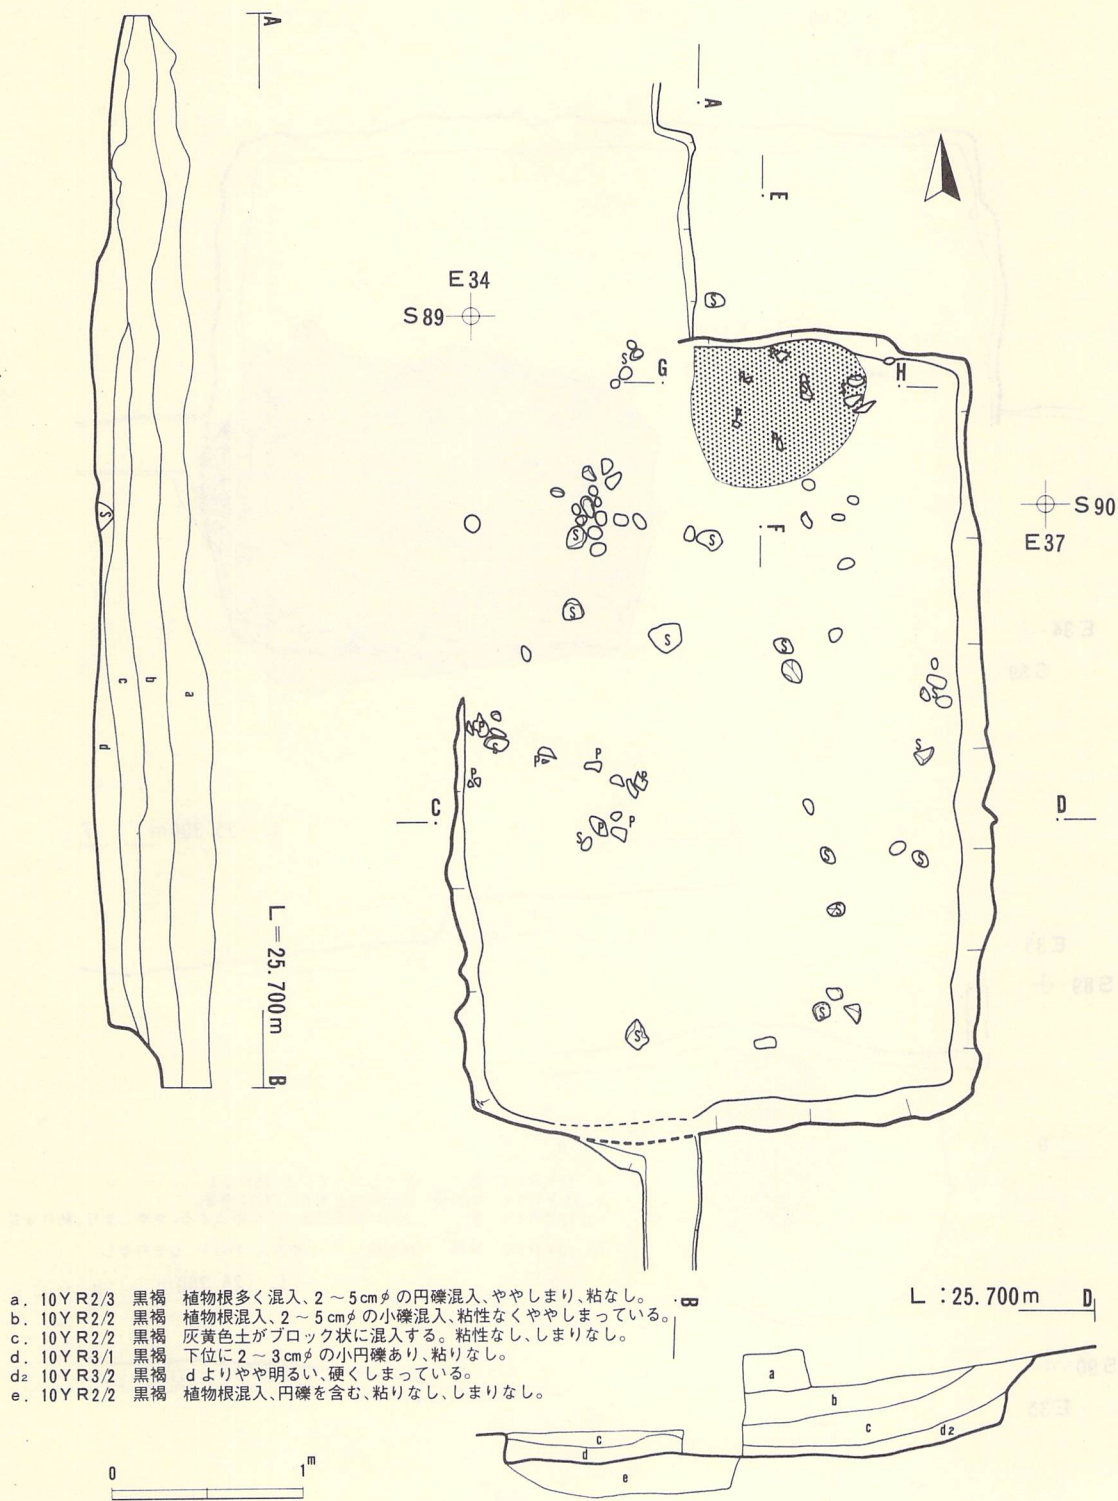 A
A
E
E34
S89
G
H
P
P
P
P
S
S
S
S
S 90
E37
F
S
S
S
S
S
c
b
a
d
P
S
P
P
P
P
P
P
S
S
C
D
S
S
S
S
S
L=25.700m
B
a. 10YR2/3 黒褐 植物根多く混入、2~5cmφの円礫混入、ややしまり、粘なし。
b. 10YR2/2 黒褐 植物根混入、2~5cmφの小礫混入、粘性なくややしまっている。
c. 10YR2/2 黒褐 灰黄色土がブロック状に混入する。粘性なし、しまりなし。
d. 10YR3/1 黒褐 下位に2~3cmφの小円礫あり、粘りなし。
d₂ 10YR3/2 黒褐 dよりやや明るい、硬くしまっている。
e. 10YR2/2 黒褐 植物根混入、円礫を含む、粘りなし、しまりなし。
B
L:25.700m
D
a
b
c
d₂
c
d
e
0
1m